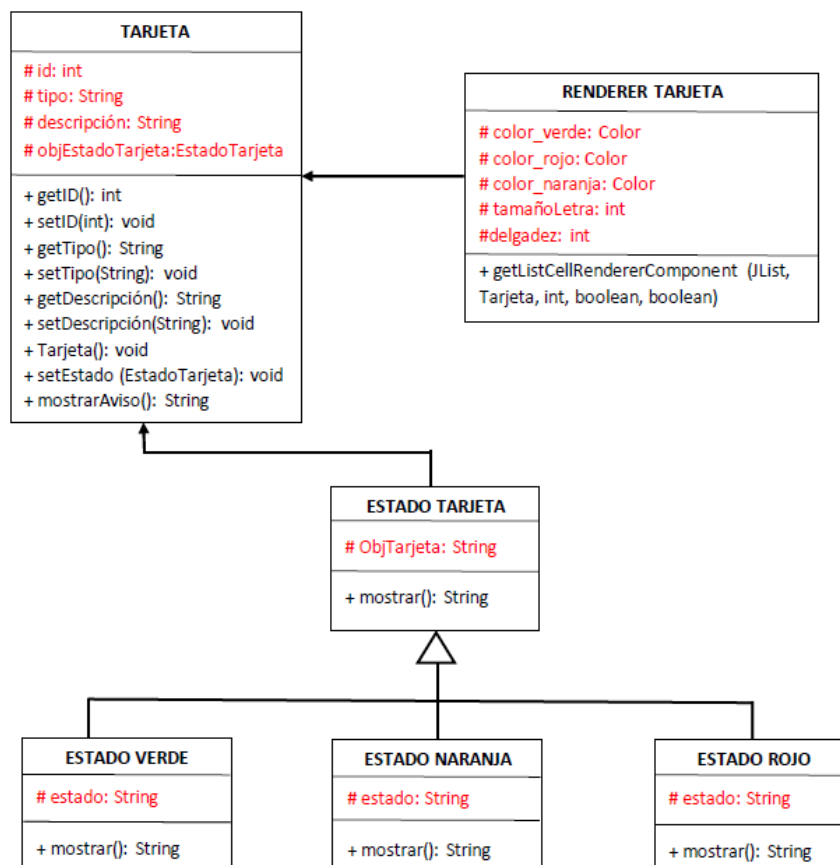 TARJETA
# id: int
# tipo: String
# descripción: String
# objEstadoTarjeta:EstadoTarjeta
+ getID(): int
+ setID(int): void
+ getTipo(): String
+ setTipo(String): void
+ getDescripción(): String
+ setDescripción(String): void
+ Tarjeta(): void
+ setEstado (EstadoTarjeta): void
+ mostrarAviso(): String
RENDERER TARJETA
# color_verde: Color
# color_rojo: Color
# color_naranja: Color
# tamañoLetra: int
#delgadez: int
+ getListCellRendererComponent (JList,
Tarjeta, int, boolean, boolean)
ESTADO TARJETA
# ObjTarjeta: String
+ mostrar(): String
ESTADO VERDE
# estado: String
+ mostrar(): String
ESTADO NARANJA
# estado: String
+ mostrar(): String
ESTADO ROJO
# estado: String
+ mostrar(): String